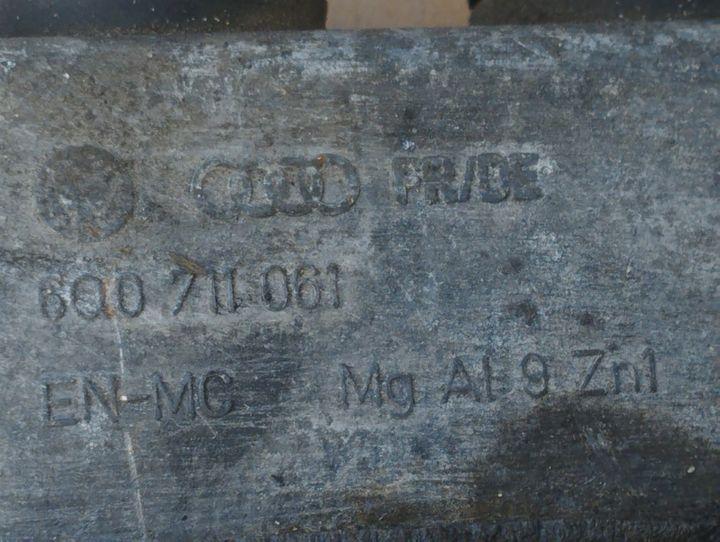 FR/DE
6Q0 711 061
EN-MC Mg Al 9 Zn1